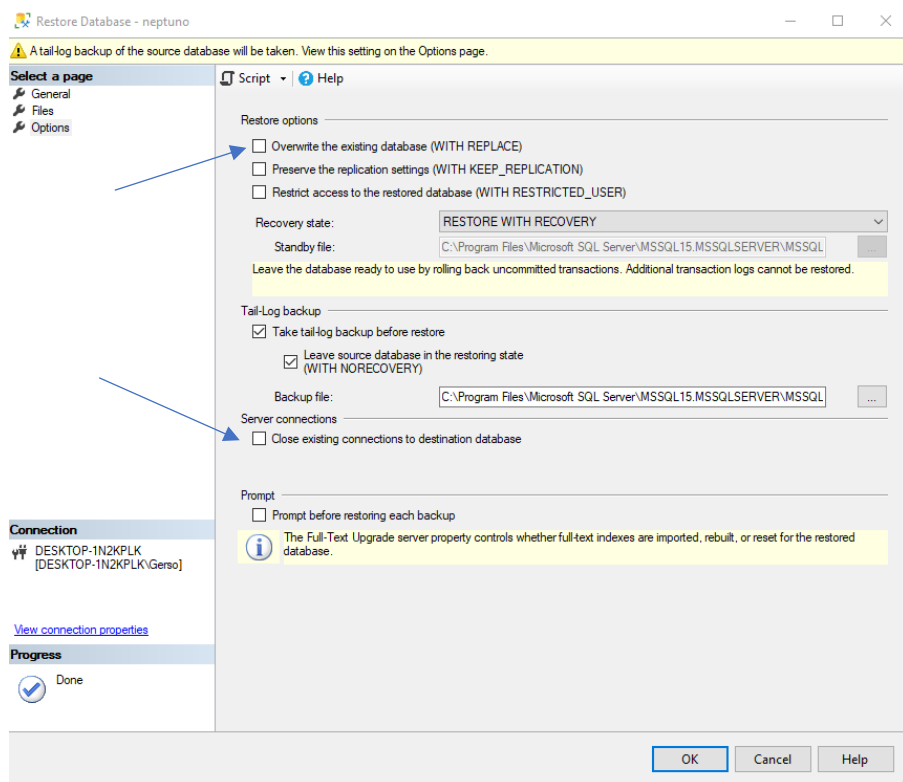 Restore Database - neptuno
A tail-log backup of the source database will be taken. View this setting on the Options page.
Select a page
General
Files
Options
Script
Help
Restore options
Overwrite the existing database (WITH REPLACE)
Preserve the replication settings (WITH KEEP_REPLICATION)
Restrict access to the restored database (WITH RESTRICTED_USER)
Recovery state:
RESTORE WITH RECOVERY
Standby file:
C:\Program Files\Microsoft SQL Server\MSSQL15.MSSQLSERVER\MSSQL
...
Leave the database ready to use by rolling back uncommitted transactions. Additional transaction logs cannot be restored.
Tail-Log backup
Take tail-log backup before restore
Leave source database in the restoring state
(WITH NORECOVERY)
Backup file:
C:\Program Files\Microsoft SQL Server\MSSQL15.MSSQLSERVER\MSSQL
...
Server connections
Close existing connections to destination database
Prompt
Prompt before restoring each backup
The Full-Text Upgrade server property controls whether full-text indexes are imported, rebuilt, or reset for the restored
database.
Connection
DESKTOP-1N2KPLK
[DESKTOP-1N2KPLK\Gerso]
View connection properties
Progress
Done
OK
Cancel
Help